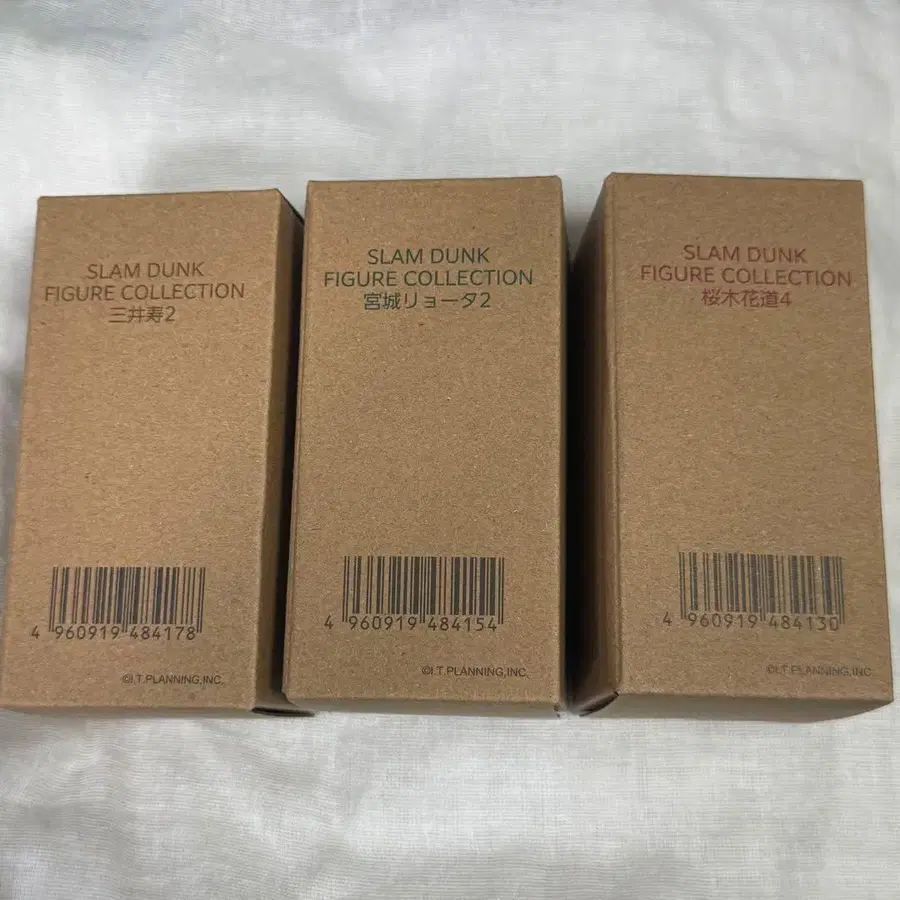 SLAM DUNK
FIGURE COLLECTION
三井寿2
4 960919 484178
©I.T.PLANNING,INC.
SLAM DUNK
FIGURE COLLECTION
宮城リョータ2
4 960919 484154
©I.T.PLANNING,INC.
SLAM DUNK
FIGURE COLLECTION
桜木花道4
4 960919 484130
©I.T.PLANNING,INC.